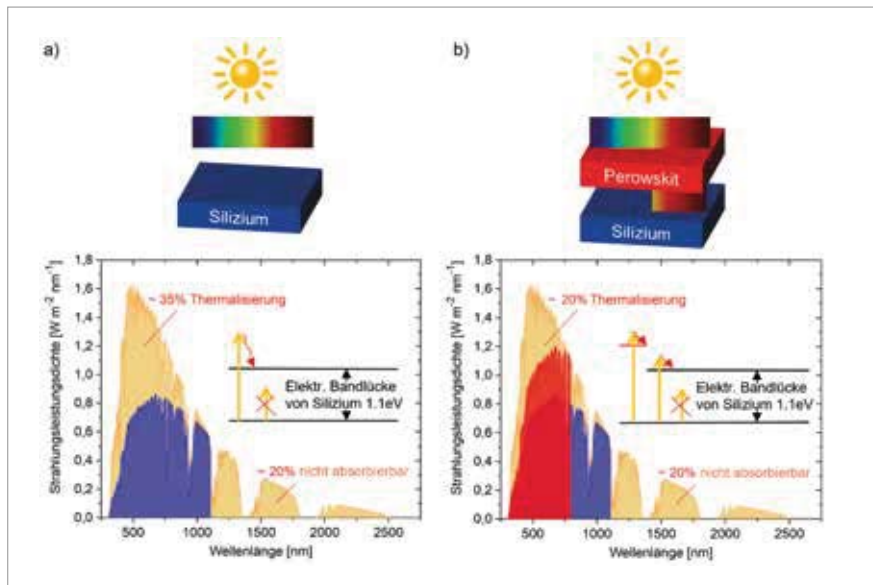 a)
Silizium
Strahlungsleistungsdichte [W m⁻² nm⁻¹]
1,8
1,6
1,4
1,2
1,0
0,8
0,6
0,4
0,2
0,0
~ 35% Thermalisierung
Elektr. Bandlücke
von Silizium 1.1eV
~ 20% nicht absorbierbar
500
1000
1500
2000
2500
Wellenlänge [nm]
b)
Perowskit
Silizium
Strahlungsleistungsdichte [W m⁻² nm⁻¹]
1,8
1,6
1,4
1,2
1,0
0,8
0,6
0,4
0,2
0,0
~ 20% Thermalisierung
Elektr. Bandlücke
von Silizium 1.1eV
~ 20% nicht absorbierbar
500
1000
1500
2000
2500
Wellenlänge [nm]